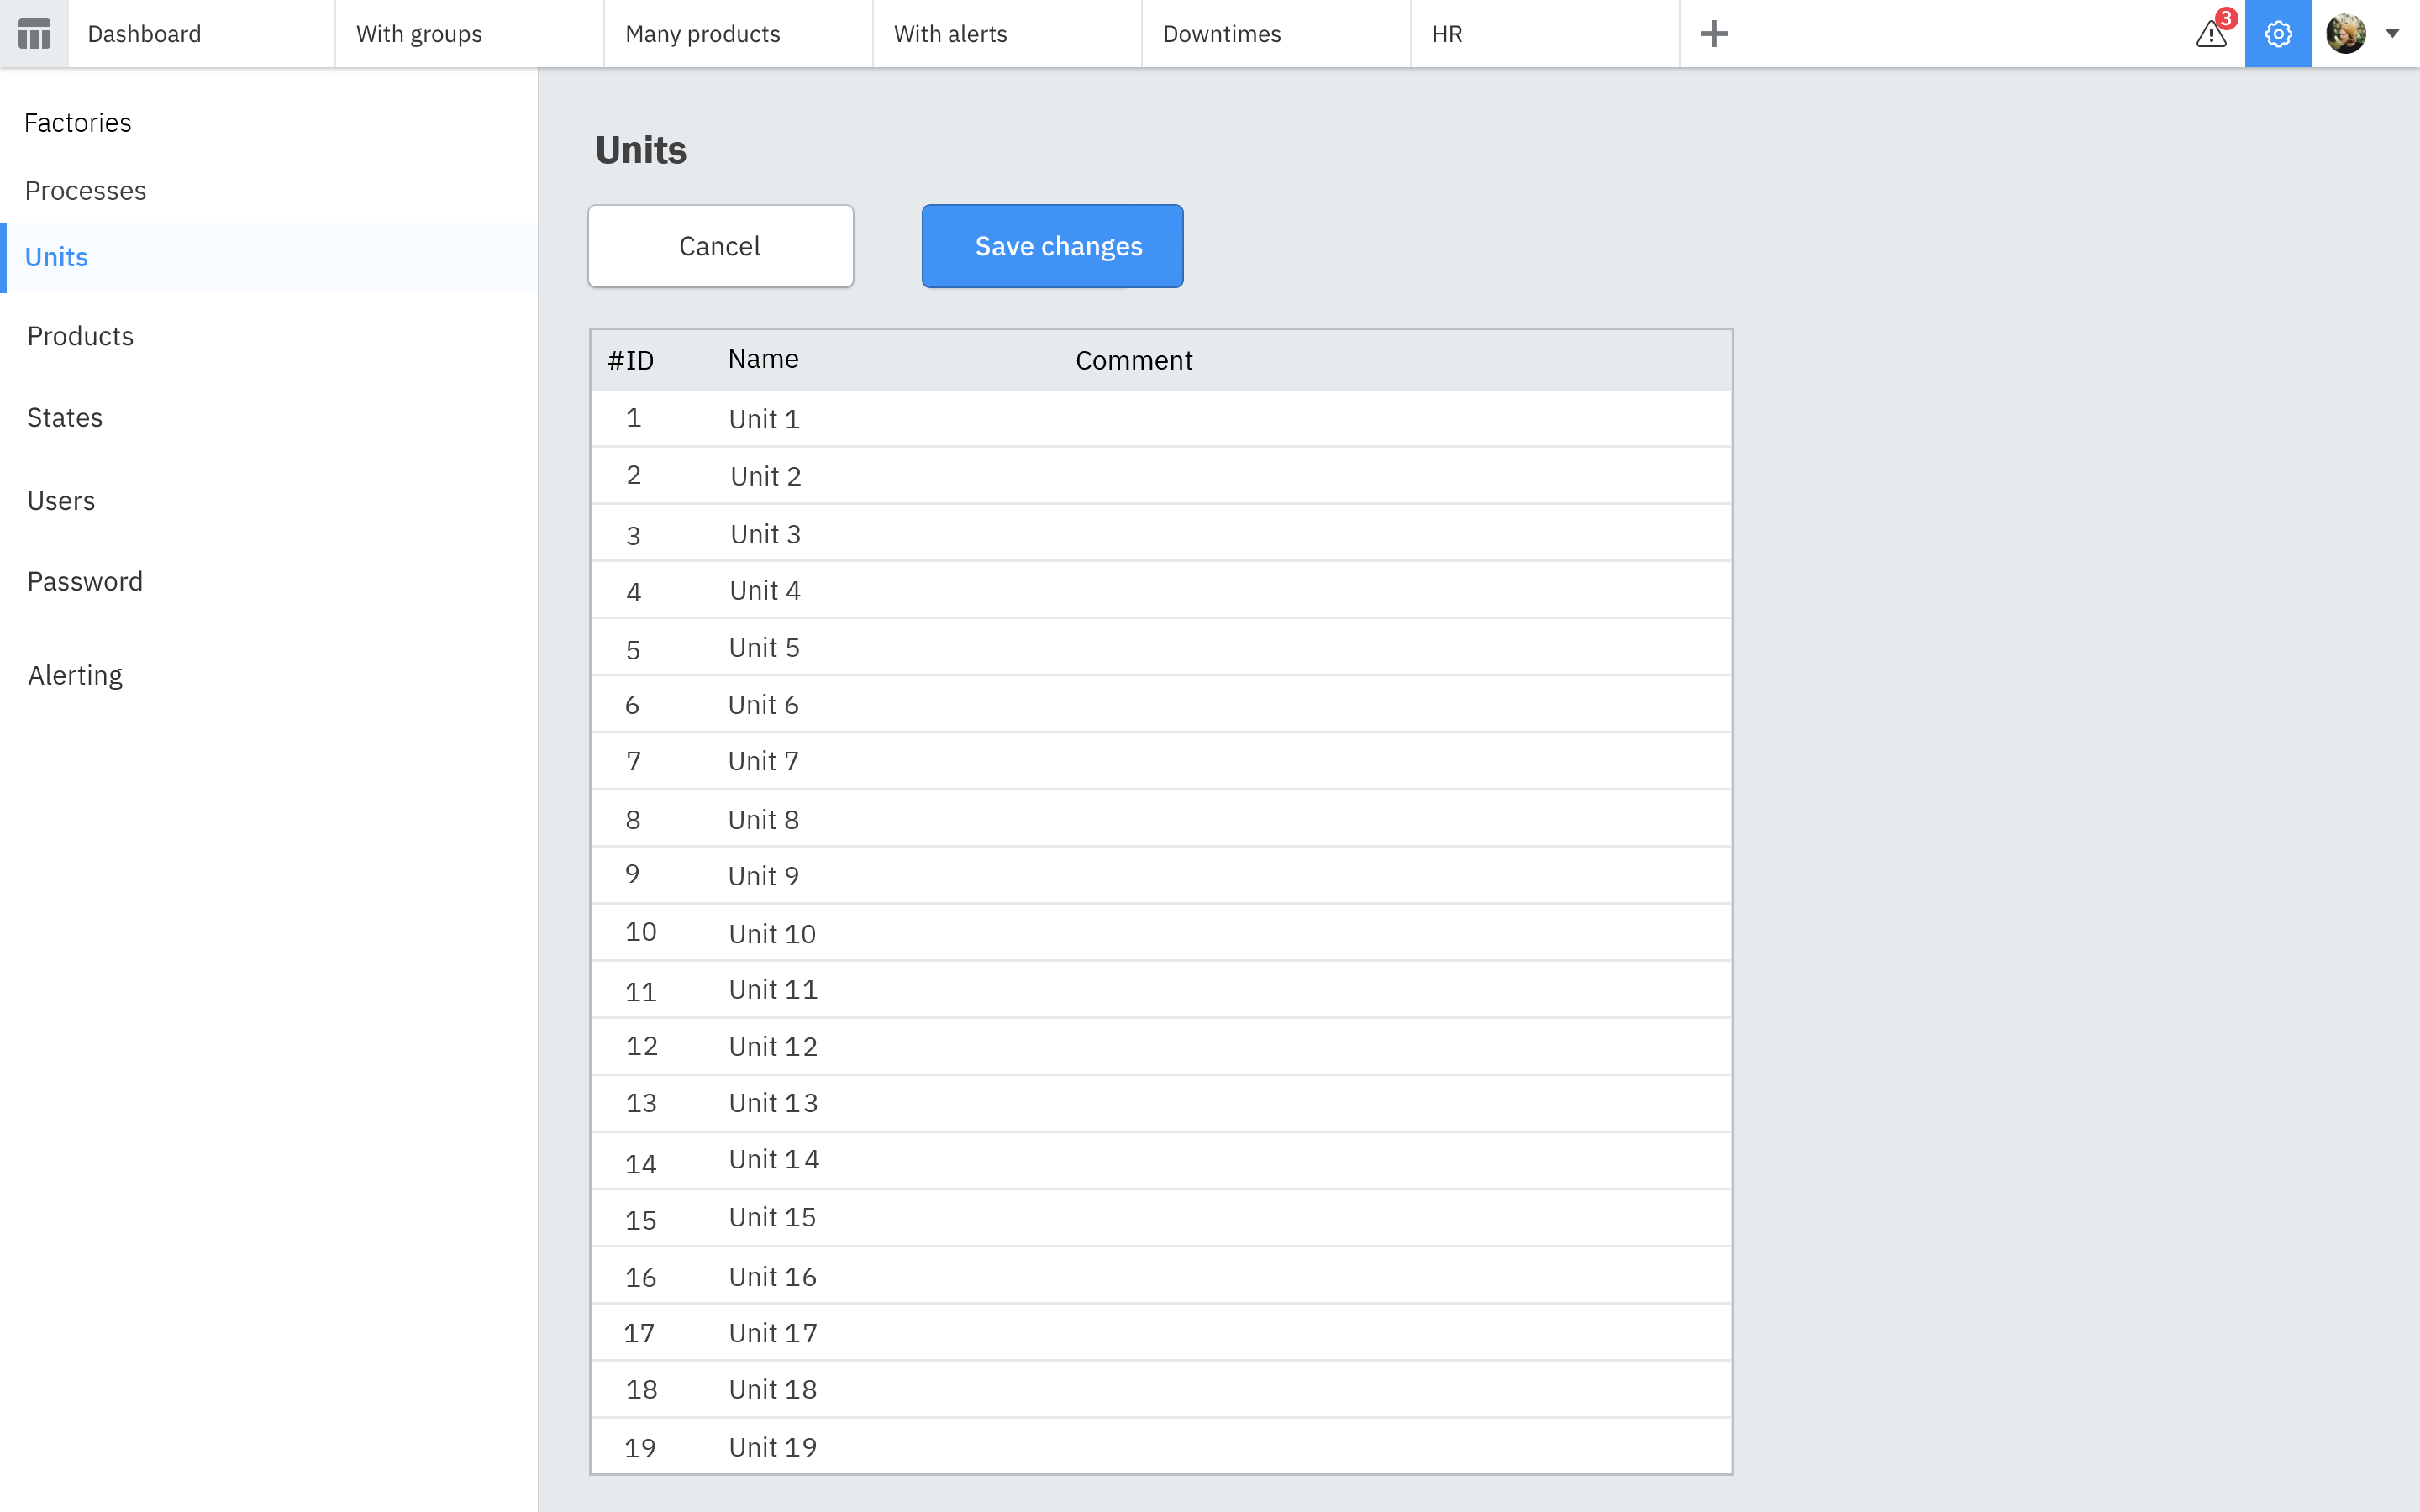 Dashboard With groups Many products With alerts Downtimes HR 3
Factories
Processes
Units
Products
States
Users
Password
Alerting
Units
Cancel Save changes
#ID Name Comment
1 Unit 1
2 Unit 2
3 Unit 3
4 Unit 4
5 Unit 5
6 Unit 6
7 Unit 7
8 Unit 8
9 Unit 9
10 Unit 10
11 Unit 11
12 Unit 12
13 Unit 13
14 Unit 14
15 Unit 15
16 Unit 16
17 Unit 17
18 Unit 18
19 Unit 19